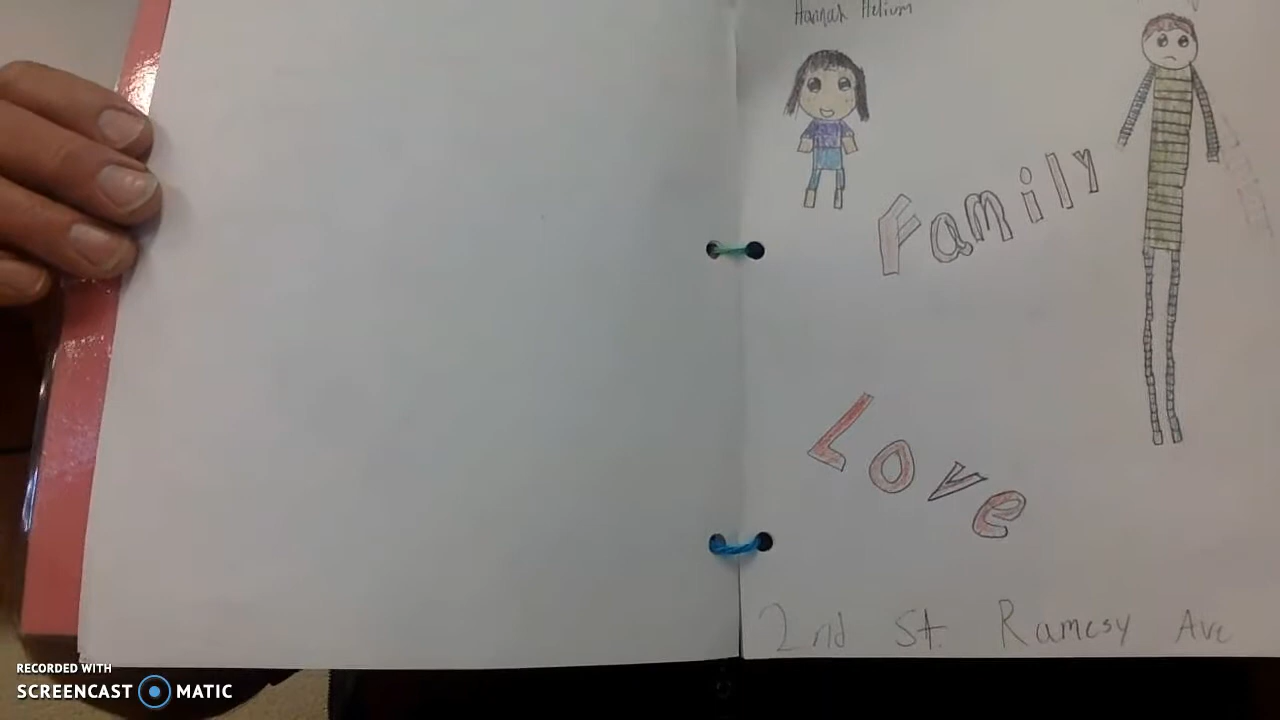 Hannah Helium
Family
Love
2nd St. Ramesy Ave
RECORDED WITH
SCREENCAST MATIC